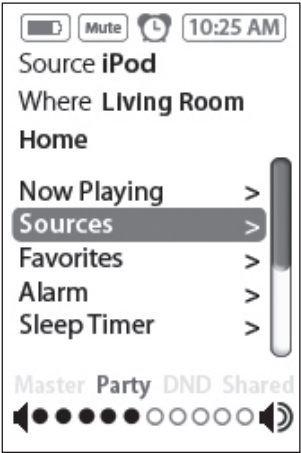 Mute 10:25 AM
Source iPod
Where Living Room
Home
Now Playing >
Sources >
Favorites >
Alarm >
Sleep Timer >
Master Party DND Shared